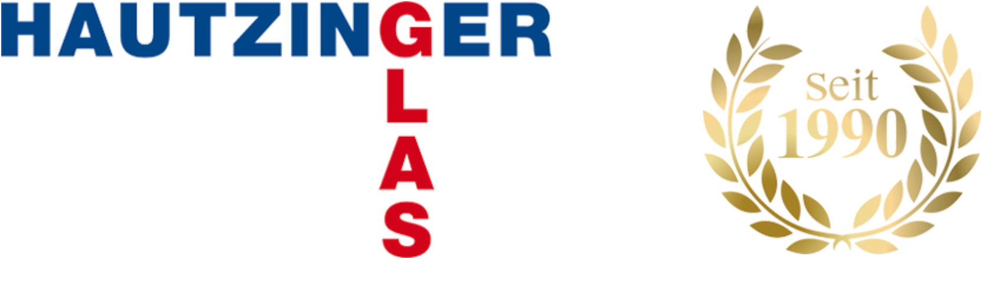 HAUTZINGER
GLAS
Seit
1990